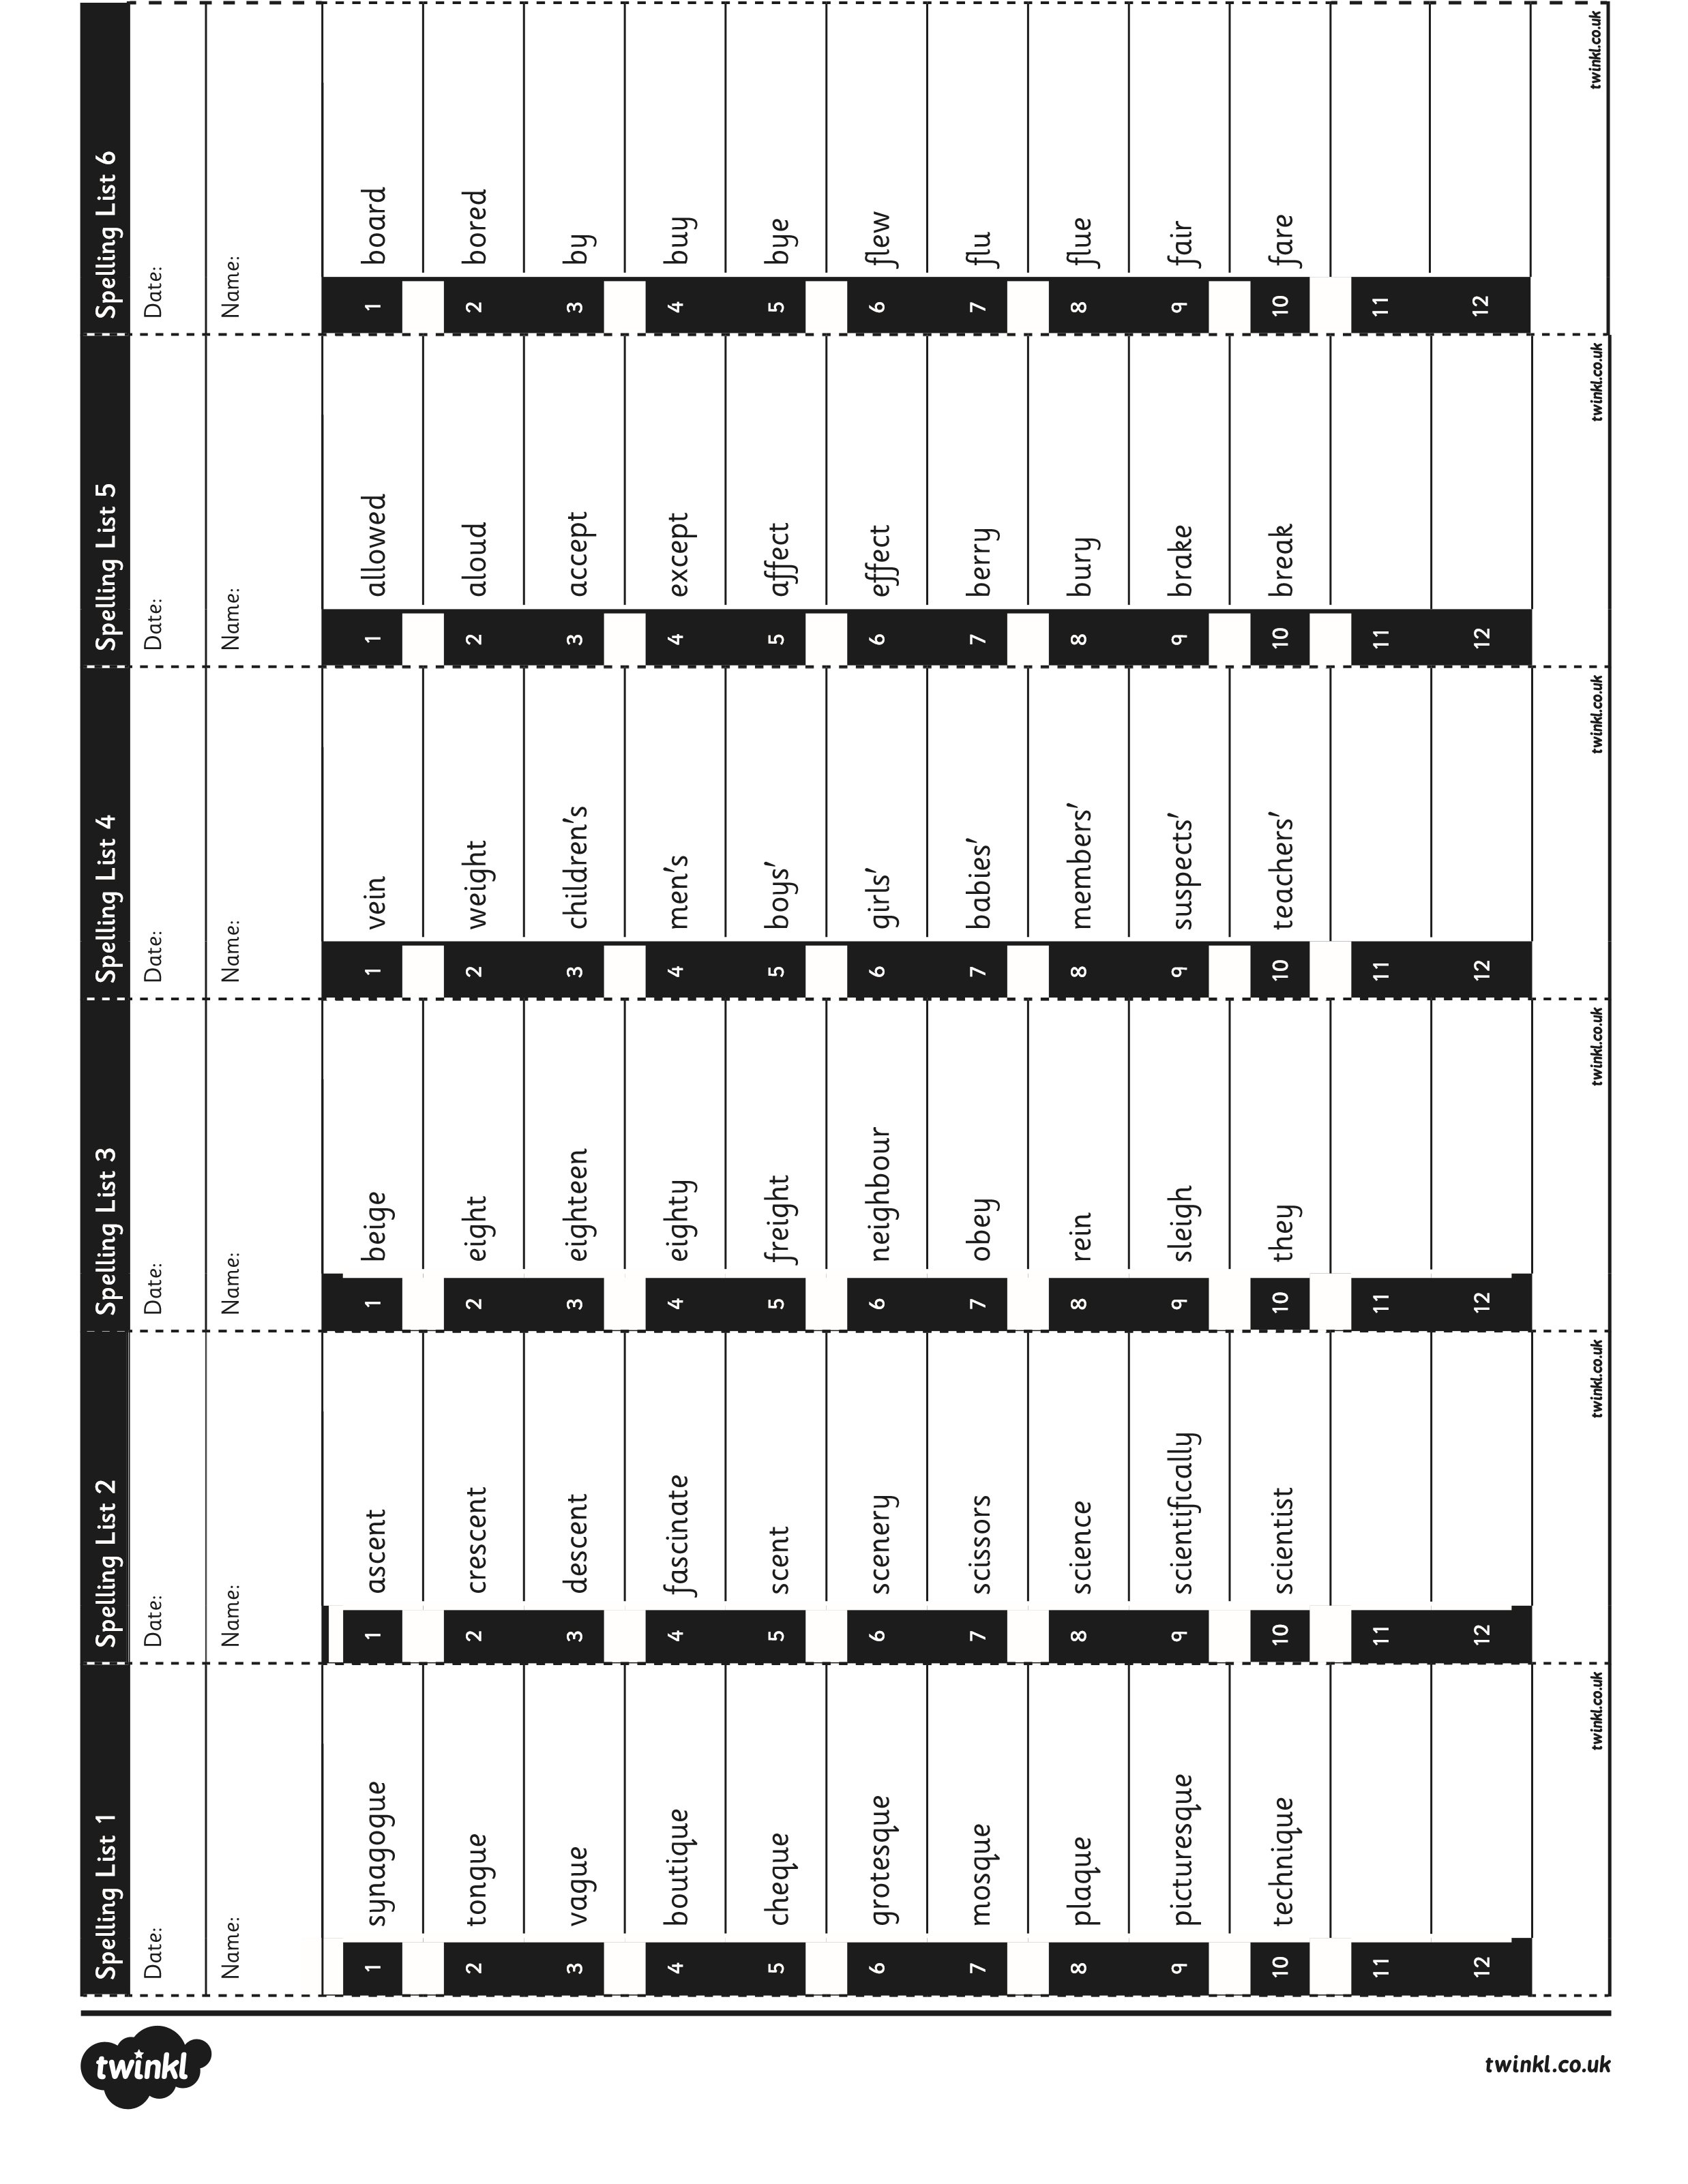 Spelling List 1
Date:
Name:
1 synagogue
2 tongue
3 vague
4 boutique
5 cheque
6 grotesque
7 mosque
8 plaque
9 picturesque
10 technique
11
12
twinkl.co.uk
Spelling List 2
Date:
Name:
1 ascent
2 crescent
3 descent
4 fascinate
5 scent
6 scenery
7 scissors
8 science
9 scientifically
10 scientist
11
12
twinkl.co.uk
Spelling List 3
Date:
Name:
1 beige
2 eight
3 eighteen
4 eighty
5 freight
6 neighbour
7 obey
8 rein
9 sleigh
10 they
11
12
twinkl.co.uk
Spelling List 4
Date:
Name:
1 vein
2 weight
3 children's
4 men's
5 boys'
6 girls'
7 babies'
8 members'
9 suspects'
10 teachers'
11
12
twinkl.co.uk
Spelling List 5
Date:
Name:
1 allowed
2 aloud
3 accept
4 except
5 affect
6 effect
7 berry
8 bury
9 brake
10 break
11
12
twinkl.co.uk
Spelling List 6
Date:
Name:
1 board
2 bored
3 by
4 buy
5 bye
6 flew
7 flu
8 flue
9 fair
10 fare
11
12
twinkl.co.uk
twinkl
twinkl.co.uk